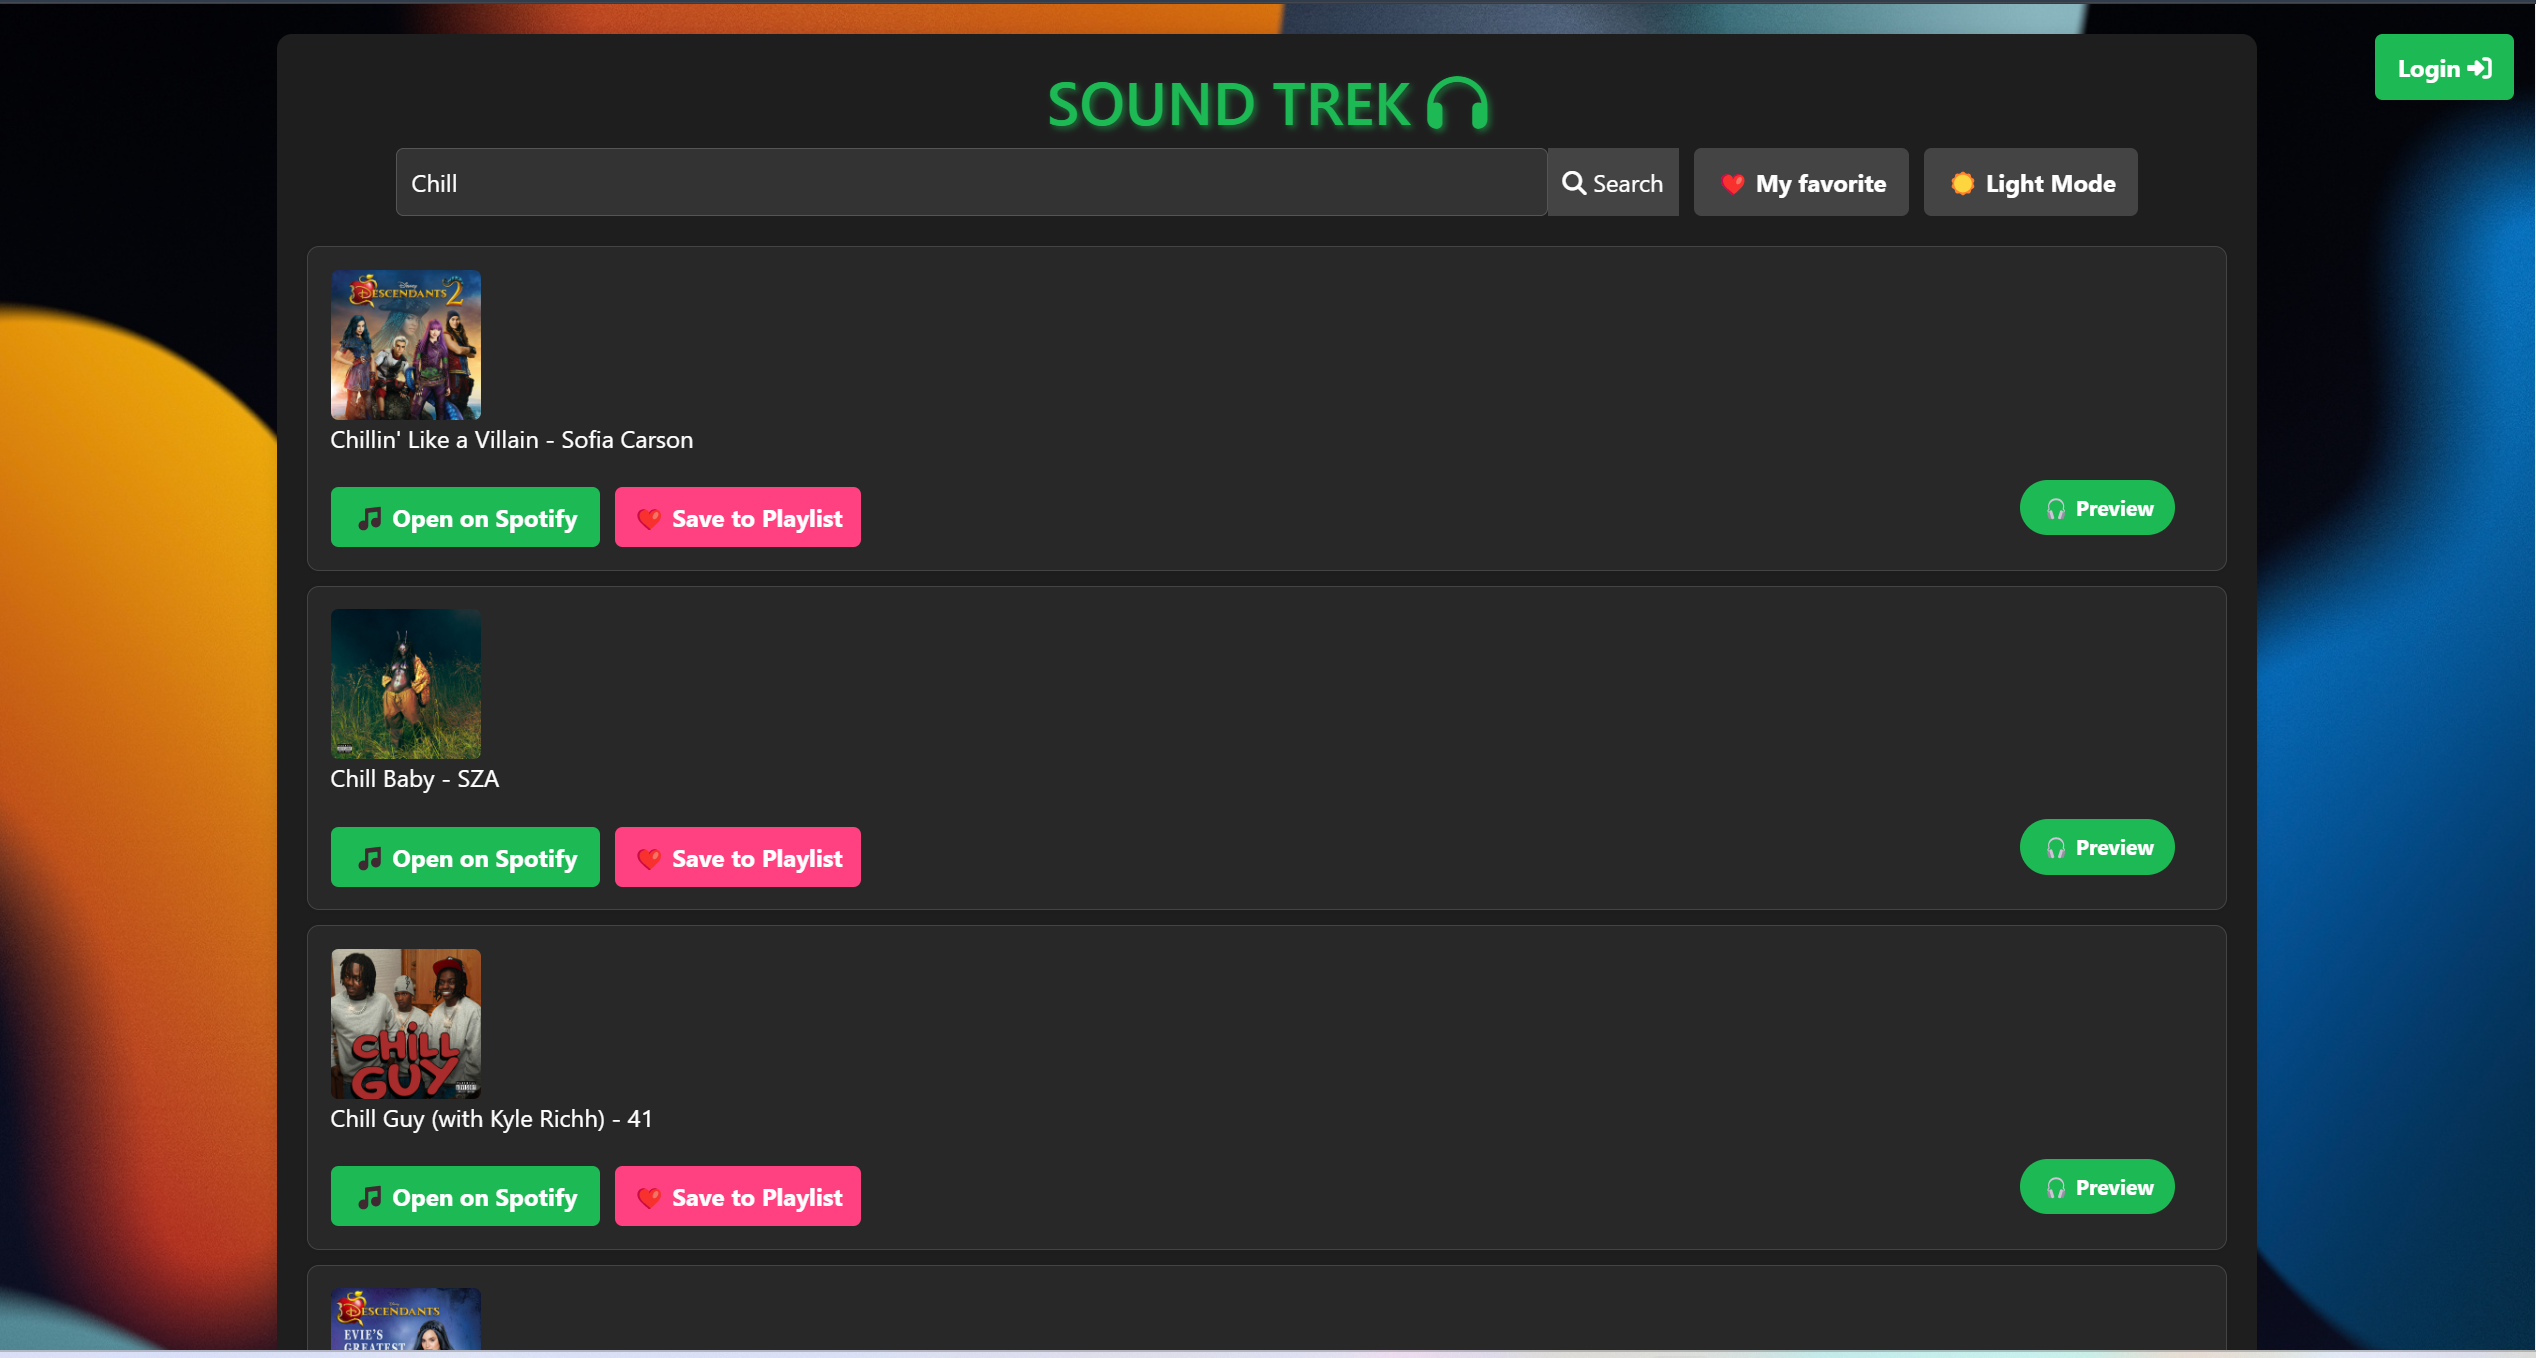 Login
SOUND TREK
Chill
Search
My favorite
Light Mode
Disney
DESCENDANTS 2
Chillin' Like a Villain - Sofia Carson
Open on Spotify
Save to Playlist
Preview
Chill Baby - SZA
Open on Spotify
Save to Playlist
Preview
CHiLL
GUY
Chill Guy (with Kyle Richh) - 41
Open on Spotify
Save to Playlist
Preview
DESCENDANTS
EVIE'S
GREATEST